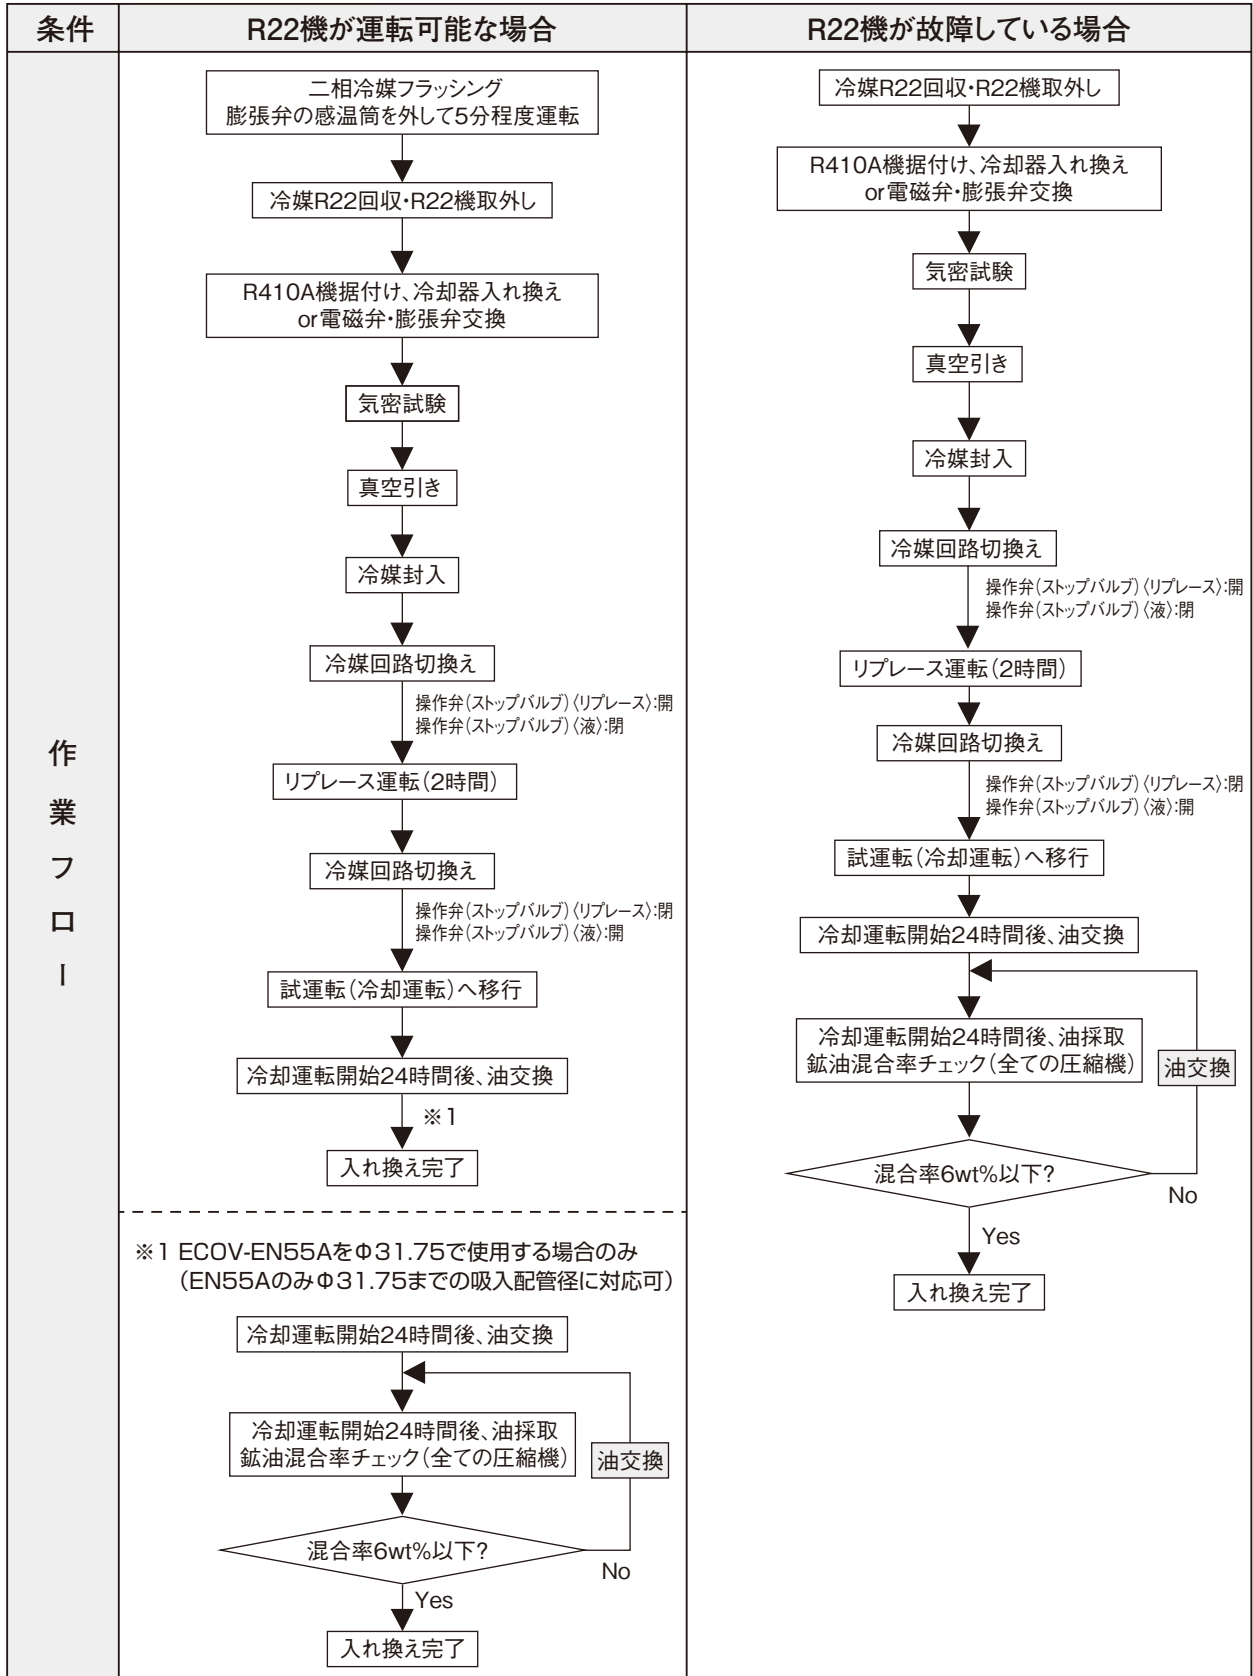 条件
R22機が運転可能な場合
R22機が故障している場合
作業フロー
二相冷媒フラッシング
膨張弁の感温筒を外して5分程度運転
冷媒R22回収・R22機取外し
R410A機据付け、冷却器入れ換え
or電磁弁・膨張弁交換
気密試験
真空引き
冷媒封入
冷媒回路切換え
操作弁(ストップバルブ)〈リプレース〉:開
操作弁(ストップバルブ)〈液〉:閉
リプレース運転(2時間)
冷媒回路切換え
操作弁(ストップバルブ)〈リプレース〉:閉
操作弁(ストップバルブ)〈液〉:開
試運転(冷却運転)へ移行
冷却運転開始24時間後、油交換
※1
入れ換え完了
※1 ECOV-EN55AをΦ31.75で使用する場合のみ
(EN55AのみΦ31.75までの吸入配管径に対応可)
冷却運転開始24時間後、油交換
冷却運転開始24時間後、油採取
鉱油混合率チェック(全ての圧縮機)
油交換
混合率6wt%以下?
No
Yes
入れ換え完了
冷媒R22回収・R22機取外し
R410A機据付け、冷却器入れ換え
or電磁弁・膨張弁交換
気密試験
真空引き
冷媒封入
冷媒回路切換え
操作弁(ストップバルブ)〈リプレース〉:開
操作弁(ストップバルブ)〈液〉:閉
リプレース運転(2時間)
冷媒回路切換え
操作弁(ストップバルブ)〈リプレース〉:閉
操作弁(ストップバルブ)〈液〉:開
試運転(冷却運転)へ移行
冷却運転開始24時間後、油交換
冷却運転開始24時間後、油採取
鉱油混合率チェック(全ての圧縮機)
油交換
混合率6wt%以下?
No
Yes
入れ換え完了